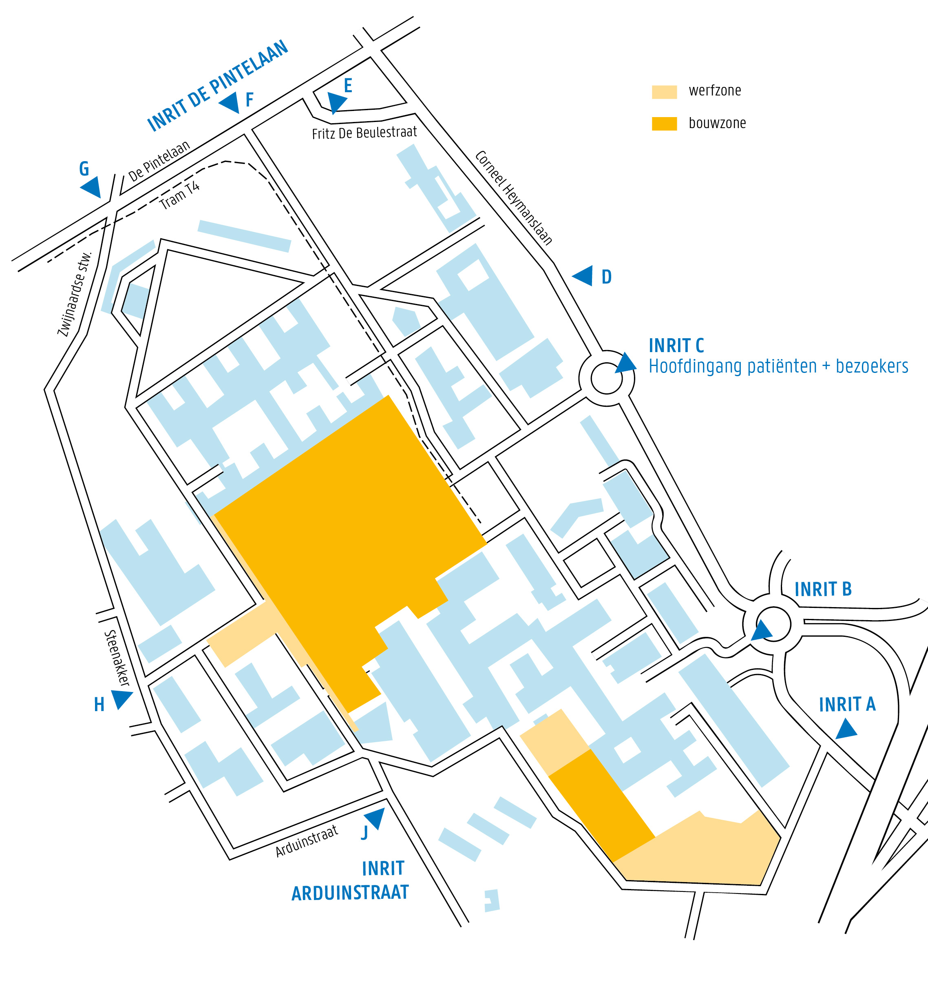 INRIT DE PINTELAAN
F
E
G
De Pintelaan
Tram T4
Fritz De Beulestraat
werfzone
bouwzone
Corneel Heymanslaan
D
Zwijnaardse stw.
INRIT C
Hoofdingang patiënten + bezoekers
INRIT B
Steenakker
H
INRIT A
J
Arduinstraat
INRIT
ARDUINSTRAAT